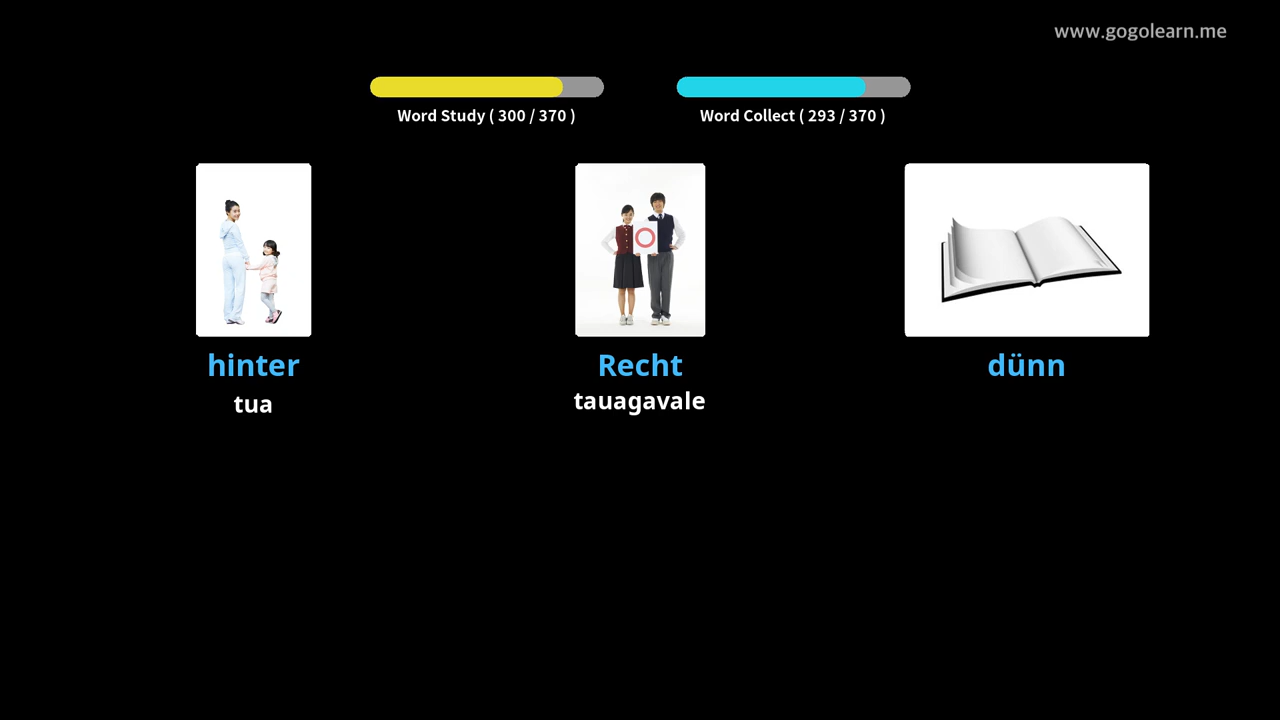 www.gogolearn.me
Word Study ( 300 / 370 )
Word Collect ( 293 / 370 )
hinter
tua
Recht
tauagavale
dünn